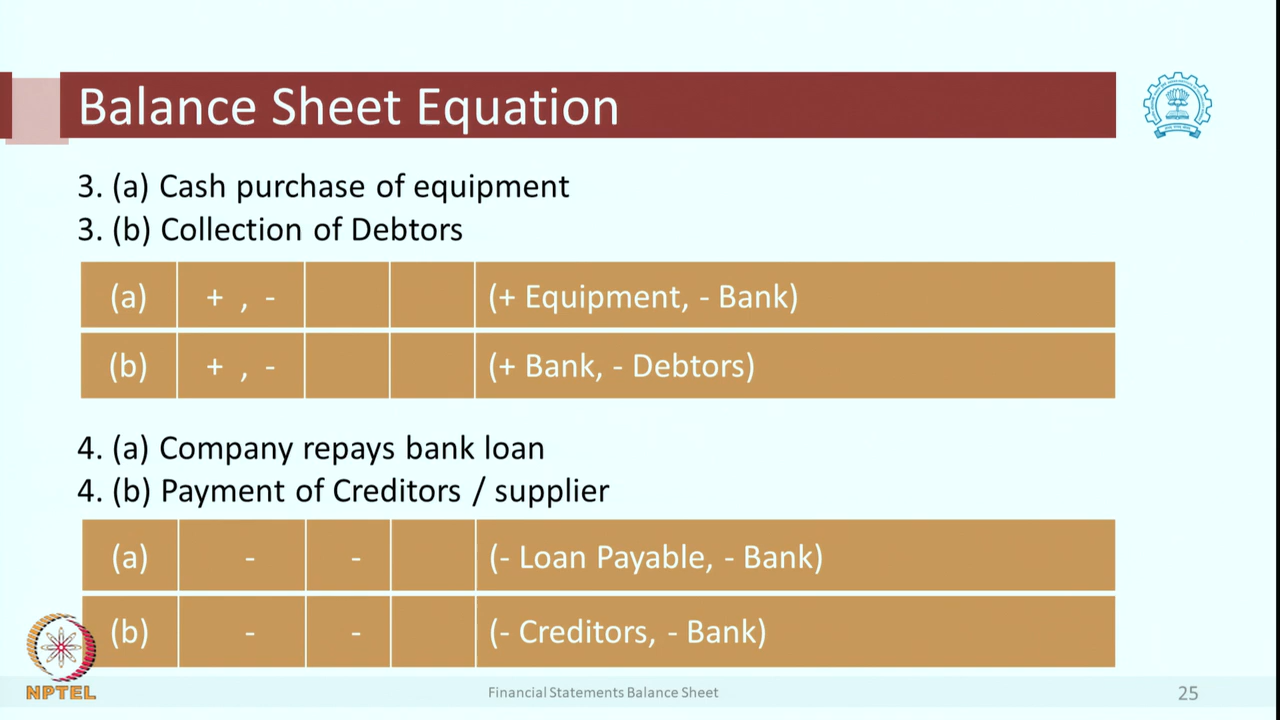 Balance Sheet Equation
3. (a) Cash purchase of equipment
3. (b) Collection of Debtors
(a) + , - (+ Equipment, - Bank)
(b) + , - (+ Bank, - Debtors)
4. (a) Company repays bank loan
4. (b) Payment of Creditors / supplier
(a) - - (- Loan Payable, - Bank)
(b) - - (- Creditors, - Bank)
NPTEL
Financial Statements Balance Sheet
25